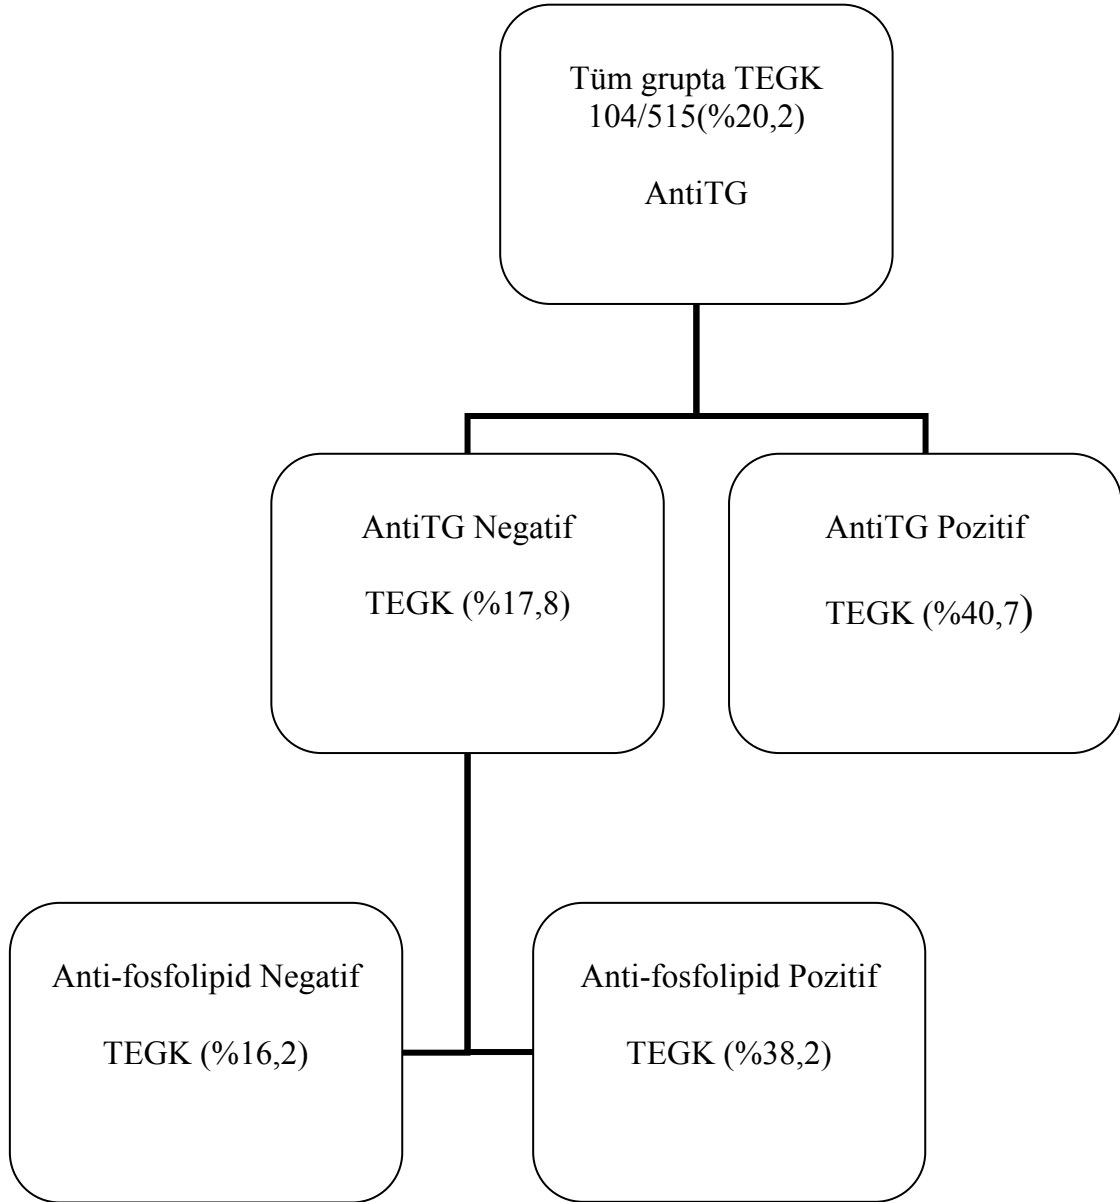 Tüm grupta TEGK
104/515(%20,2)
AntiTG
AntiTG Negatif
TEGK (%17,8)
AntiTG Pozitif
TEGK (%40,7)
Anti-fosfolipid Negatif
TEGK (%16,2)
Anti-fosfolipid Pozitif
TEGK (%38,2)